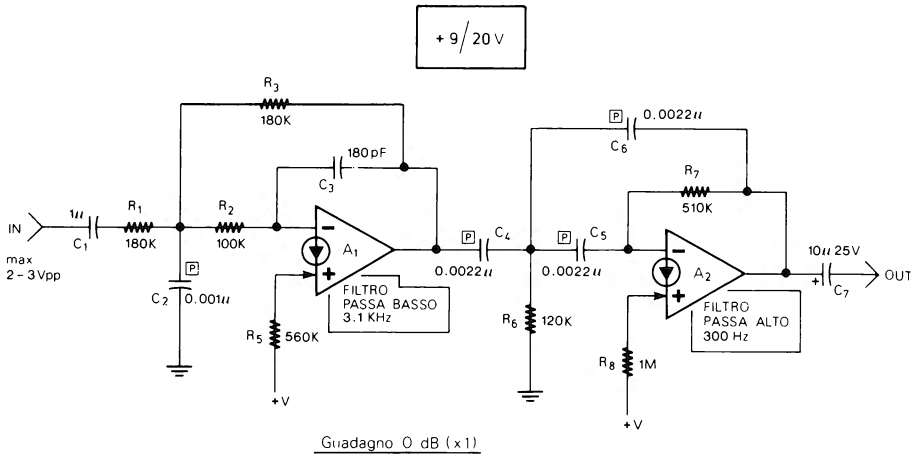 + 9/20 V
R3
180K
P
0.0022u
C6
180 pF
C3
R7
510K
IN
1u
C1
R1
180K
R2
100K
−
A1
+
P
C4
0.0022u
P
C5
0.0022u
−
A2
+
10u 25V
+
C7
OUT
max
2-3Vpp
P
C2
0.001u
FILTRO
PASSA BASSO
3.1 KHz
R5
560K
R6
120K
FILTRO
PASSA ALTO
300 Hz
R8
1M
+V
+V
Guadagno 0 dB (x1)